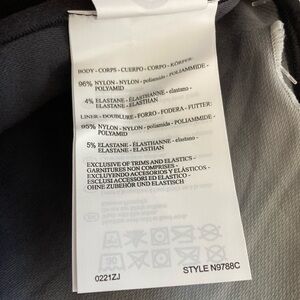 BODY - CORPS - CUERPO - CORPO - KÖRPER:
96% NYLON - NYLON - poliamida - POLIAMMIDE -
POLYAMID
4% ELASTANE - ÉLASTHANNE - elastano -
ELASTANE - ELASTHAN
LINER - DOUBLURE - FORRO - FODERA - FUTTER:
95% NYLON - NYLON - poliamida - POLIAMMIDE -
POLYAMID
5% ELASTANE - ÉLASTHANNE - elastano -
ELASTANE - ELASTHAN
EXCLUSIVE OF TRIMS AND ELASTICS -
GARNITURES NON COMPRISES -
EXCLUYENDO ACCESORIOS Y ELÁSTICOS -
ESCLUSI ACCESSORI ED ELASTICO -
OHNE ZUBEHÖR UND ELASTISCH
0221ZJ
STYLE N9788C